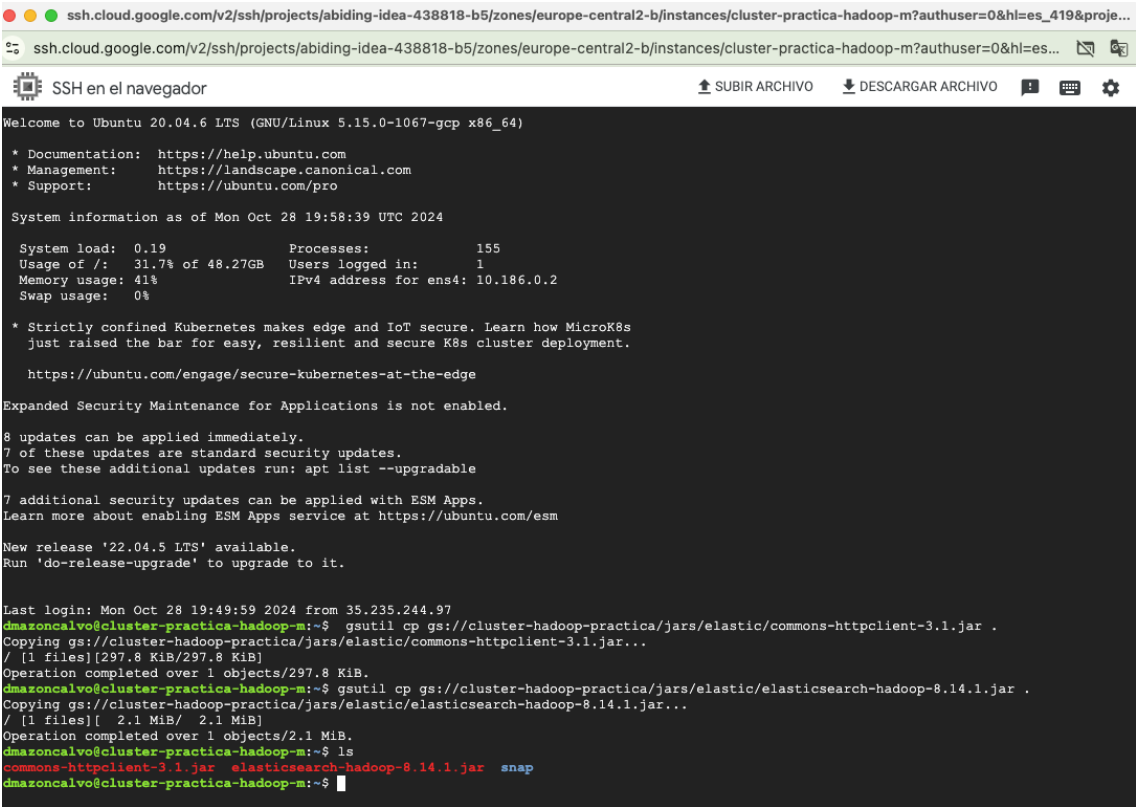 ssh.cloud.google.com/v2/ssh/projects/abiding-idea-438818-b5/zones/europe-central2-b/instances/cluster-practica-hadoop-m?authuser=0&hl=es_419&proje...
ssh.cloud.google.com/v2/ssh/projects/abiding-idea-438818-b5/zones/europe-central2-b/instances/cluster-practica-hadoop-m?authuser=0&hl=es...
SSH en el navegador SUBIR ARCHIVO DESCARGAR ARCHIVO
Welcome to Ubuntu 20.04.6 LTS (GNU/Linux 5.15.0-1067-gcp x86_64)
* Documentation: https://help.ubuntu.com
* Management: https://landscape.canonical.com
* Support: https://ubuntu.com/pro
System information as of Mon Oct 28 19:58:39 UTC 2024
System load: 0.19 Processes: 155
Usage of /: 31.7% of 48.27GB Users logged in: 1
Memory usage: 41% IPv4 address for ens4: 10.186.0.2
Swap usage: 0%
* Strictly confined Kubernetes makes edge and IoT secure. Learn how MicroK8s
just raised the bar for easy, resilient and secure K8s cluster deployment.
https://ubuntu.com/engage/secure-kubernetes-at-the-edge
Expanded Security Maintenance for Applications is not enabled.
8 updates can be applied immediately.
7 of these updates are standard security updates.
To see these additional updates run: apt list --upgradable
7 additional security updates can be applied with ESM Apps.
Learn more about enabling ESM Apps service at https://ubuntu.com/esm
New release '22.04.5 LTS' available.
Run 'do-release-upgrade' to upgrade to it.
Last login: Mon Oct 28 19:49:59 2024 from 35.235.244.97
dmazoncalvo@cluster-practica-hadoop-m:~$  gsutil cp gs://cluster-hadoop-practica/jars/elastic/commons-httpclient-3.1.jar .
Copying gs://cluster-hadoop-practica/jars/elastic/commons-httpclient-3.1.jar...
/ [1 files][297.8 KiB/297.8 KiB]
Operation completed over 1 objects/297.8 KiB.
dmazoncalvo@cluster-practica-hadoop-m:~$ gsutil cp gs://cluster-hadoop-practica/jars/elastic/elasticsearch-hadoop-8.14.1.jar .
Copying gs://cluster-hadoop-practica/jars/elastic/elasticsearch-hadoop-8.14.1.jar...
/ [1 files][  2.1 MiB/  2.1 MiB]
Operation completed over 1 objects/2.1 MiB.
dmazoncalvo@cluster-practica-hadoop-m:~$ ls
commons-httpclient-3.1.jar  elasticsearch-hadoop-8.14.1.jar  snap
dmazoncalvo@cluster-practica-hadoop-m:~$